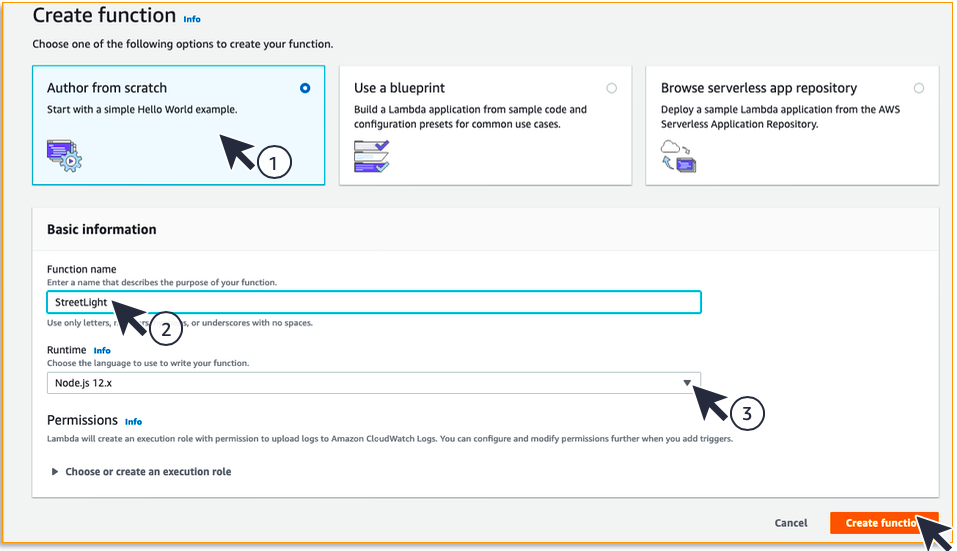 Create function Info
Choose one of the following options to create your function.
Author from scratch
Start with a simple Hello World example.
1
Use a blueprint
Build a Lambda application from sample code and
configuration presets for common use cases.
Browse serverless app repository
Deploy a sample Lambda application from the AWS
Serverless Application Repository.
Basic information
Function name
Enter a name that describes the purpose of your function.
StreetLight
2
Use only letters, or underscores with no spaces.
Runtime Info
Choose the language to use to write your function.
Node.js 12.x
3
Permissions Info
Lambda will create an execution role with permission to upload logs to Amazon CloudWatch Logs. You can configure and modify permissions further when you add triggers.
Choose or create an execution role
Cancel
Create function